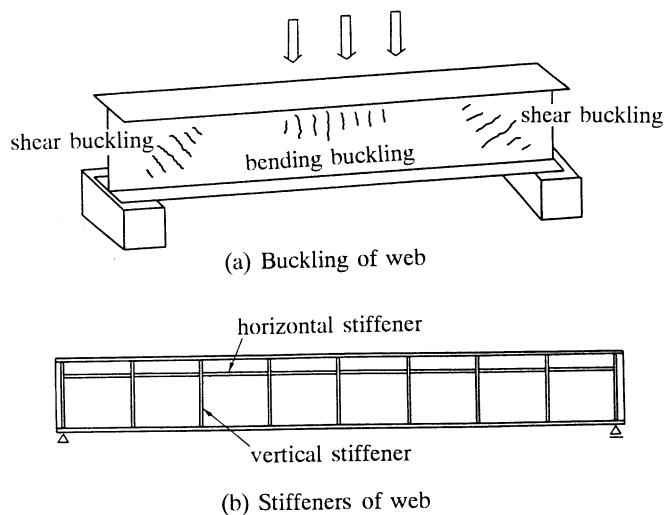 shear buckling
bending buckling
shear buckling
(a) Buckling of web
horizontal stiffener
vertical stiffener
(b) Stiffeners of web